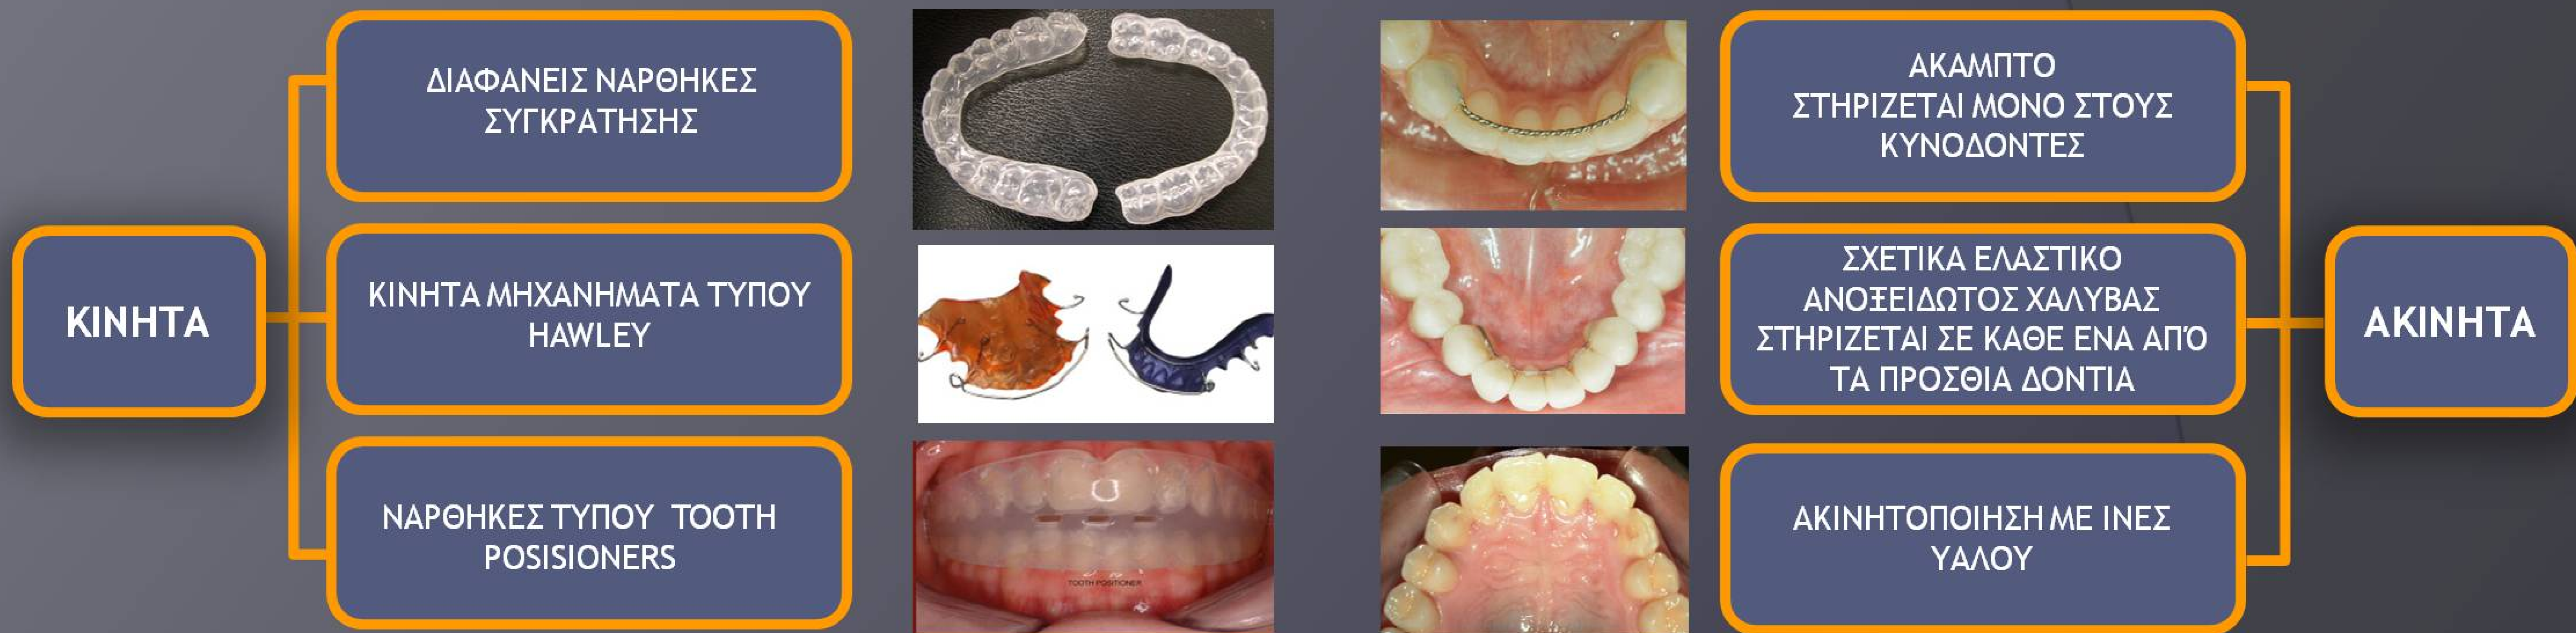 ΚΙΝΗΤΑ
ΔΙΑΦΑΝΕΙΣ ΝΑΡΘΗΚΕΣ
ΣΥΓΚΡΑΤΗΣΗΣ
ΚΙΝΗΤΑ ΜΗΧΑΝΗΜΑΤΑ ΤΥΠΟΥ
HAWLEY
ΝΑΡΘΗΚΕΣ ΤΥΠΟΥ TOOTH
POSISIONERS
TOOTH POSITIONER
ΑΚΑΜΠΤΟ
ΣΤΗΡΙΖΕΤΑΙ ΜΟΝΟ ΣΤΟΥΣ
ΚΥΝΟΔΟΝΤΕΣ
ΣΧΕΤΙΚΑ ΕΛΑΣΤΙΚΟ
ΑΝΟΞΕΙΔΩΤΟΣ ΧΑΛΥΒΑΣ
ΣΤΗΡΙΖΕΤΑΙ ΣΕ ΚΑΘΕ ΕΝΑ ΑΠΌ
ΤΑ ΠΡΟΣΘΙΑ ΔΟΝΤΙΑ
ΑΚΙΝΗΤΟΠΟΙΗΣΗ ΜΕ ΙΝΕΣ
ΥΑΛΟΥ
ΑΚΙΝΗΤΑ